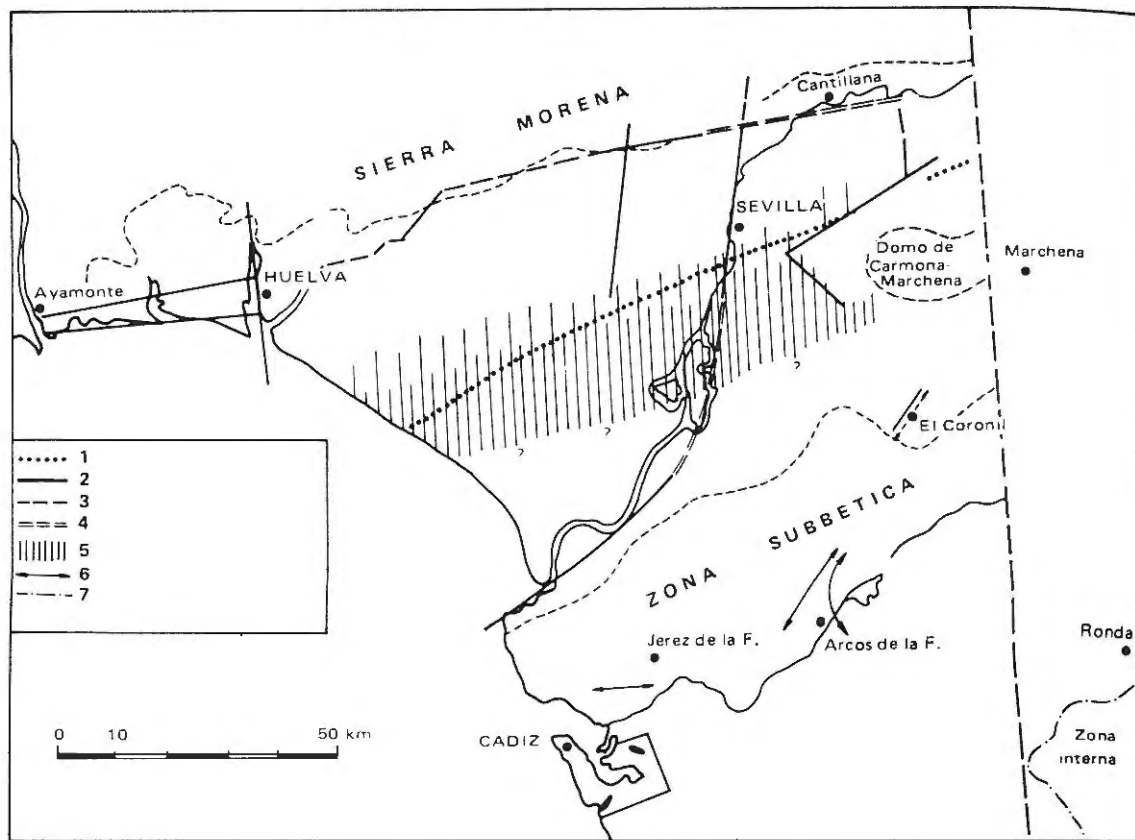 SIERRA MORENA
Cantillana
SEVILLA
Domo de
Carmona-
Marchena
Marchena
HUELVA
Ayamonte
?
?
?
El Coronil
1
2
3
4
5
6
7
ZONA SUBBETICA
Jerez de la F.
Arcos de la F.
Ronda
0 10 50 km
CADIZ
Zona
interna